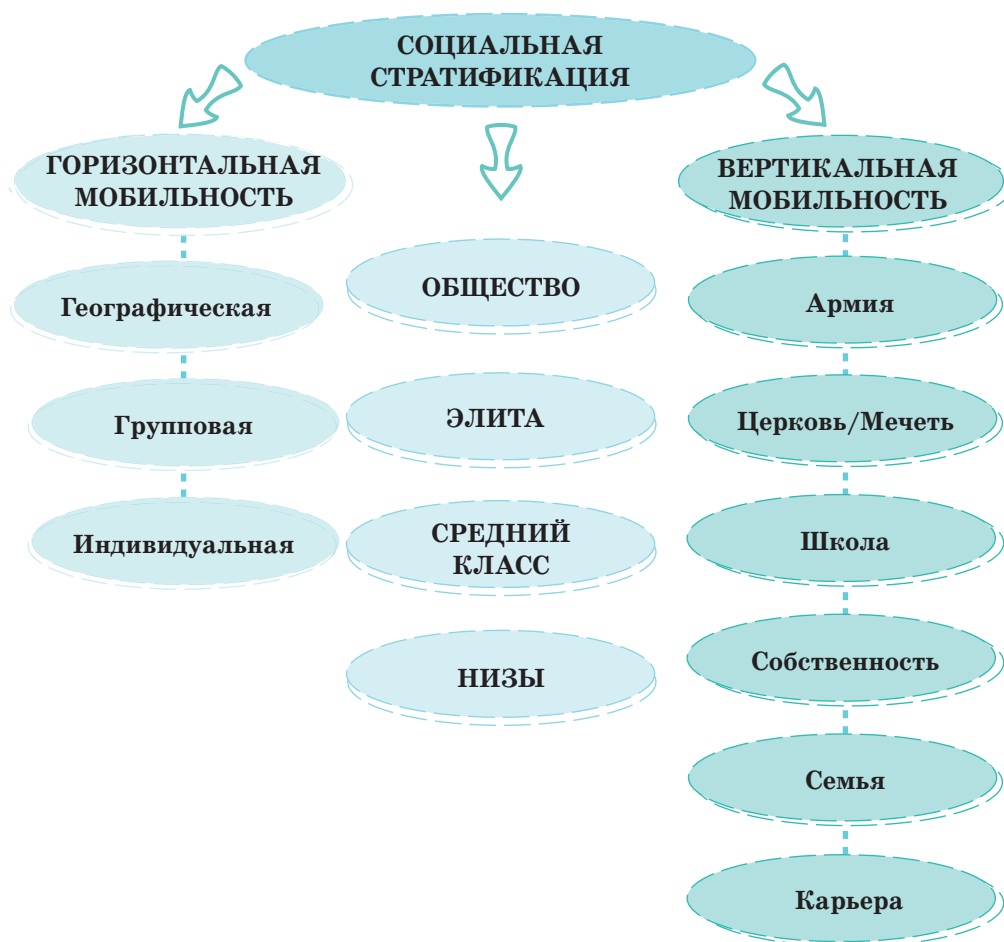 СОЦИАЛЬНАЯ
СТРАТИФИКАЦИЯ
ГОРИЗОНТАЛЬНАЯ
МОБИЛЬНОСТЬ
Географическая
Групповая
Индивидуальная
ОБЩЕСТВО
ЭЛИТА
СРЕДНИЙ
КЛАСС
НИЗЫ
ВЕРТИКАЛЬНАЯ
МОБИЛЬНОСТЬ
Армия
Церковь/Мечеть
Школа
Собственность
Семья
Карьера